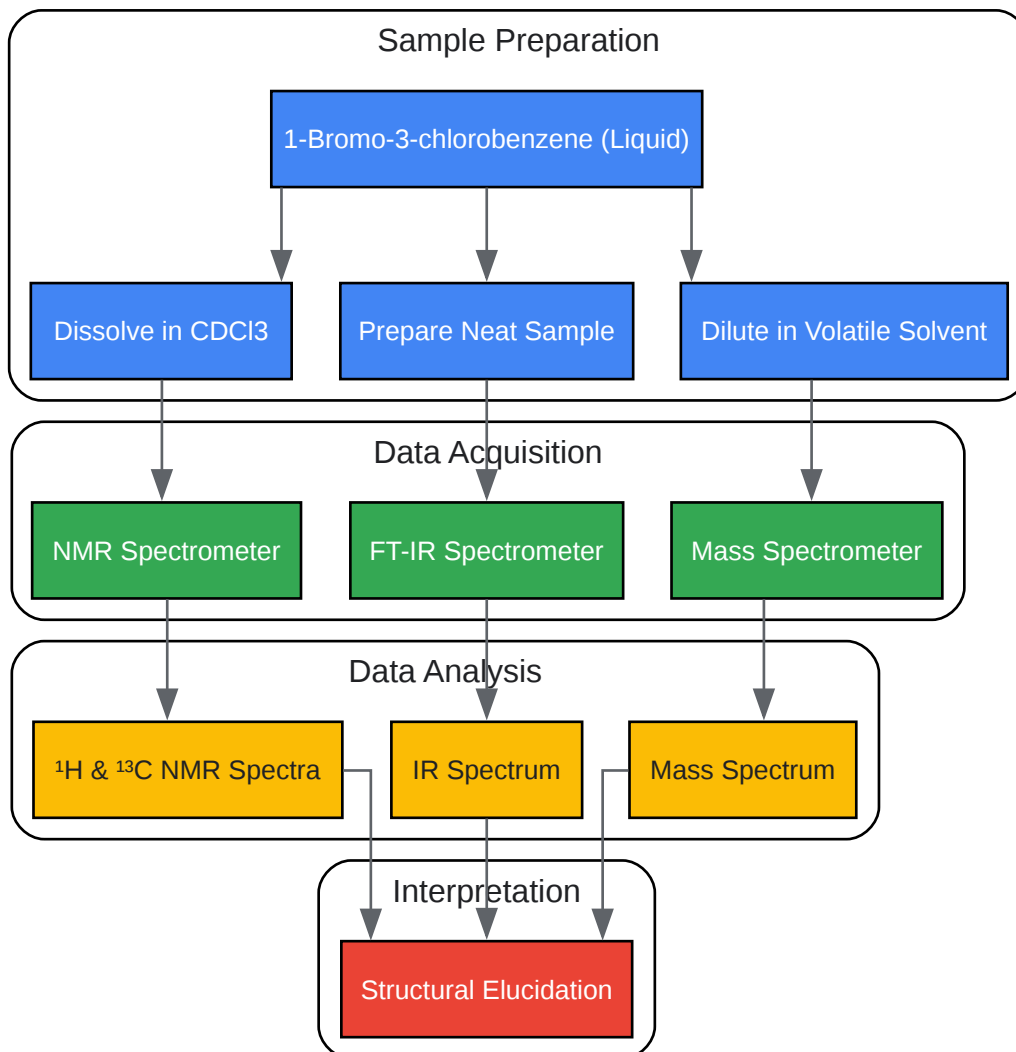 Sample Preparation
1-Bromo-3-chlorobenzene (Liquid)
Dissolve in CDCl3
Prepare Neat Sample
Dilute in Volatile Solvent
Data Acquisition
NMR Spectrometer
FT-IR Spectrometer
Mass Spectrometer
Data Analysis
¹H & ¹³C NMR Spectra
IR Spectrum
Mass Spectrum
Interpretation
Structural Elucidation